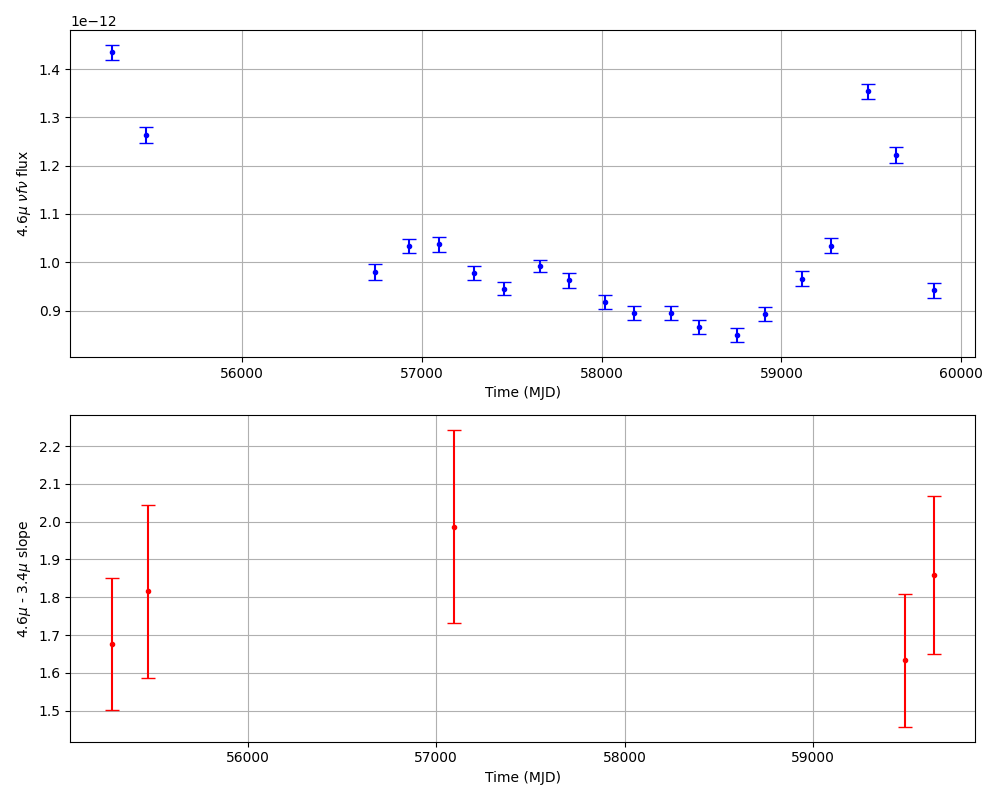 1e−12
1.4
1.3
1.2
1.1
1.0
0.9
4.6μ νfν flux
56000 57000 58000 59000 60000
Time (MJD)
2.2
2.1
2.0
1.9
1.8
1.7
1.6
1.5
4.6μ - 3.4μ slope
56000 57000 58000 59000
Time (MJD)